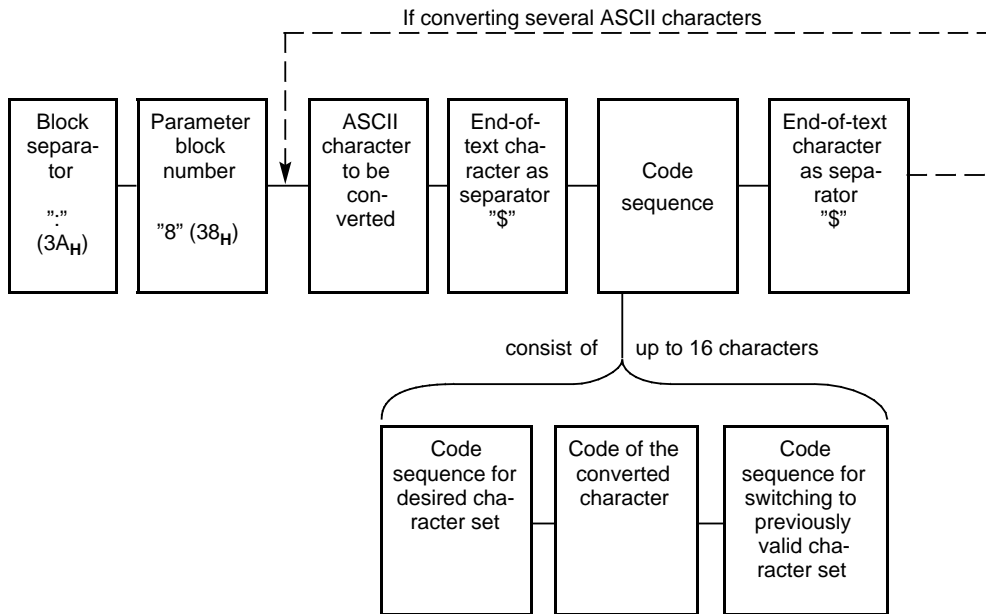 If converting several ASCII characters
Block
separa-
tor
”:”
(3AH)
Parameter
block
number
”8” (38H)
ASCII
character
to be
con-
verted
End-of-
text cha-
racter as
separator
”$”
Code
sequence
End-of-text
character
as sepa-
rator
”$”
consist of up to 16 characters
Code
sequence for
desired cha-
racter set
Code of the
converted
character
Code
sequence for
switching to
previously
valid cha-
racter set